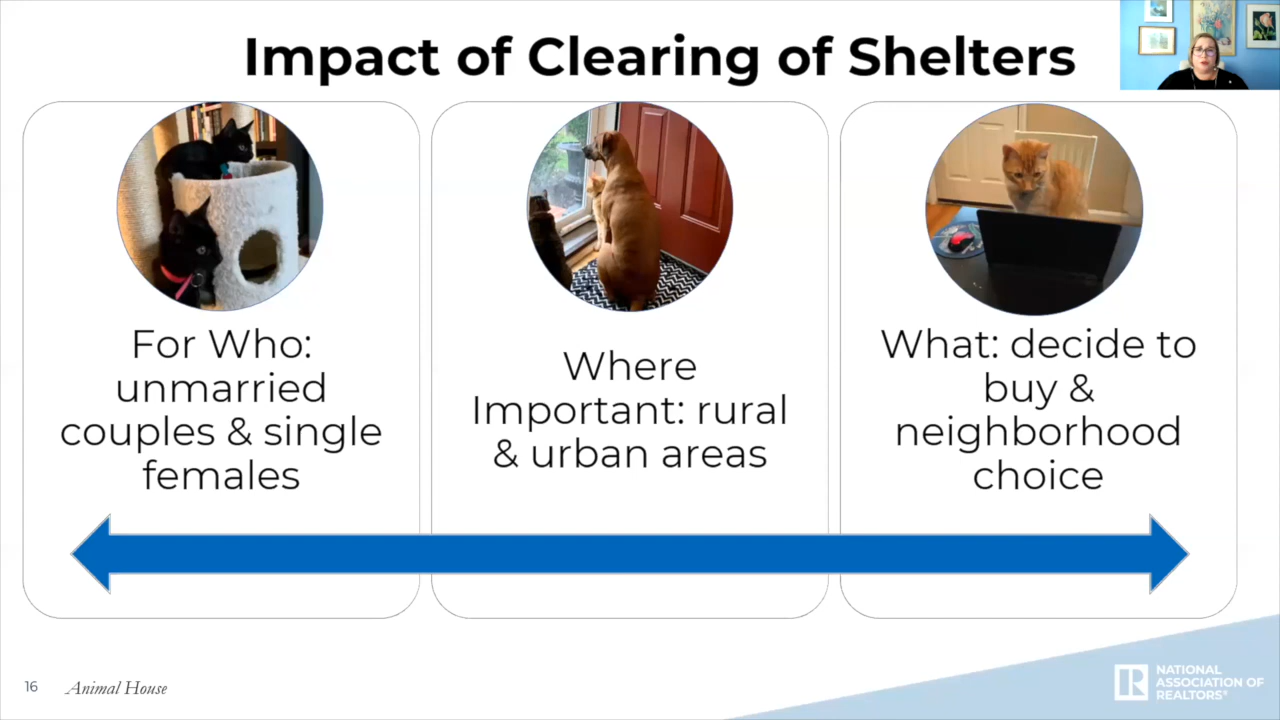 Impact of Clearing of Shelters
For Who:
unmarried
couples & single
females
Where
Important: rural
& urban areas
What: decide to
buy &
neighborhood
choice
16
Animal House
NATIONAL
ASSOCIATION OF
REALTORS®